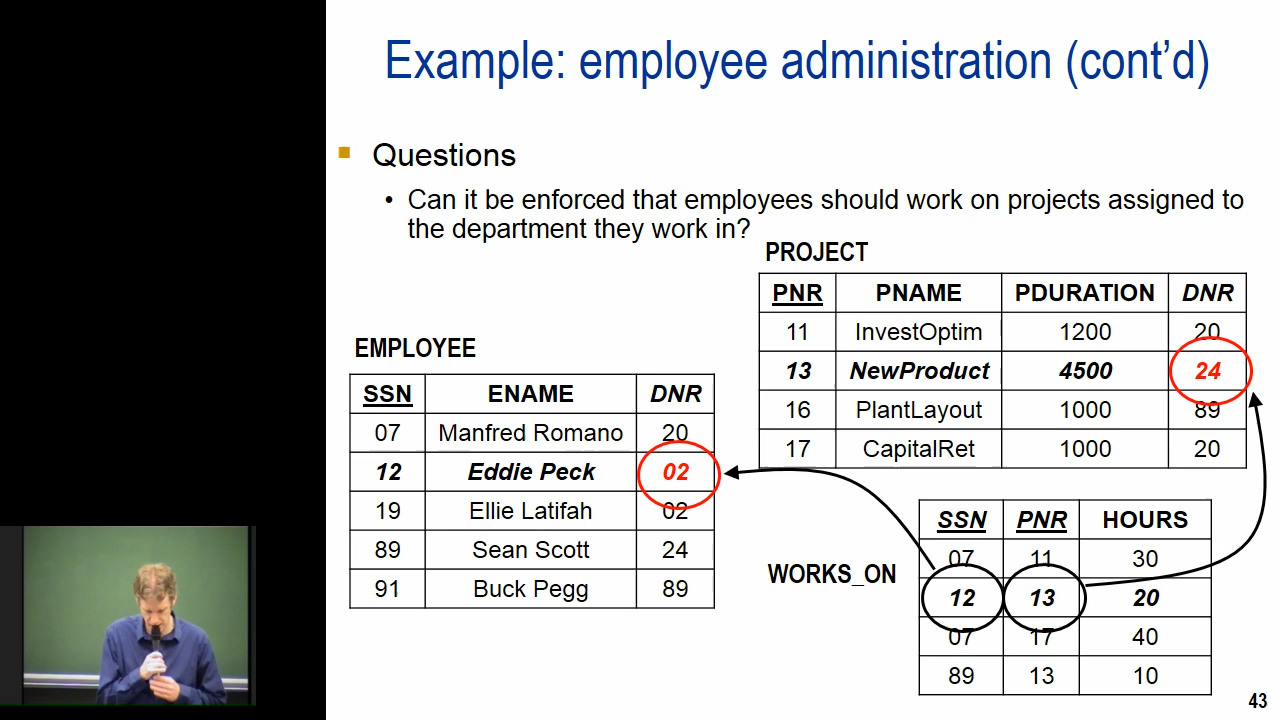 Example: employee administration (cont'd)
Questions
• Can it be enforced that employees should work on projects assigned to
the department they work in?
PROJECT
PNR PNAME PDURATION DNR
11 InvestOptim 1200 20
13 NewProduct 4500 24
16 PlantLayout 1000 89
17 CapitalRet 1000 20
EMPLOYEE
SSN ENAME DNR
07 Manfred Romano 20
12 Eddie Peck 02
19 Ellie Latifah 02
89 Sean Scott 24
91 Buck Pegg 89
WORKS_ON
SSN PNR HOURS
07 11 30
12 13 20
07 17 40
89 13 10
43